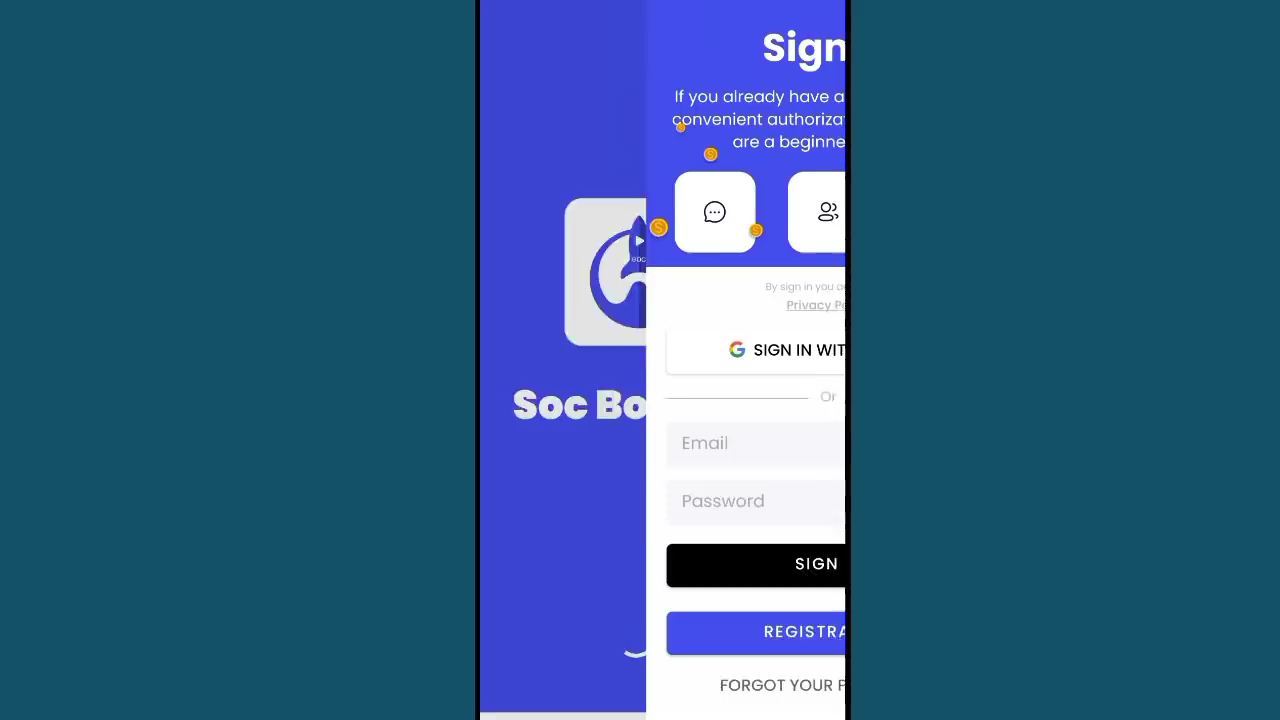 Sign
If you already have a
convenient authoriza
are a beginne
Soc Bo
By sign in you a
Privacy P
SIGN IN WIT
Or
Email
Password
SIGN
REGISTRA
FORGOT YOUR P